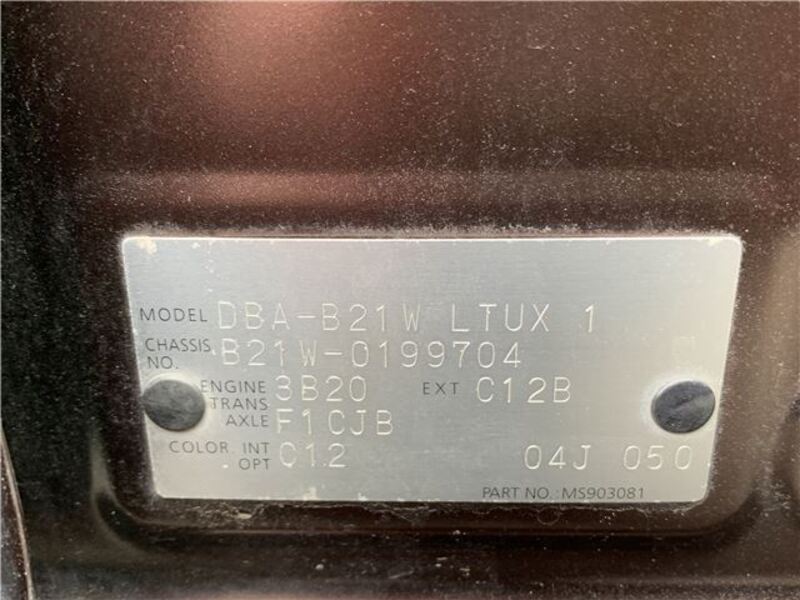 MODEL DBA-B21W LTUX 1
CHASSIS NO. B21W-0199704
ENGINE 3B20 EXT C12B
TRANS AXLE F1CJB
COLOR. INT C12
OPT 04J 050
PART NO.: MS903081